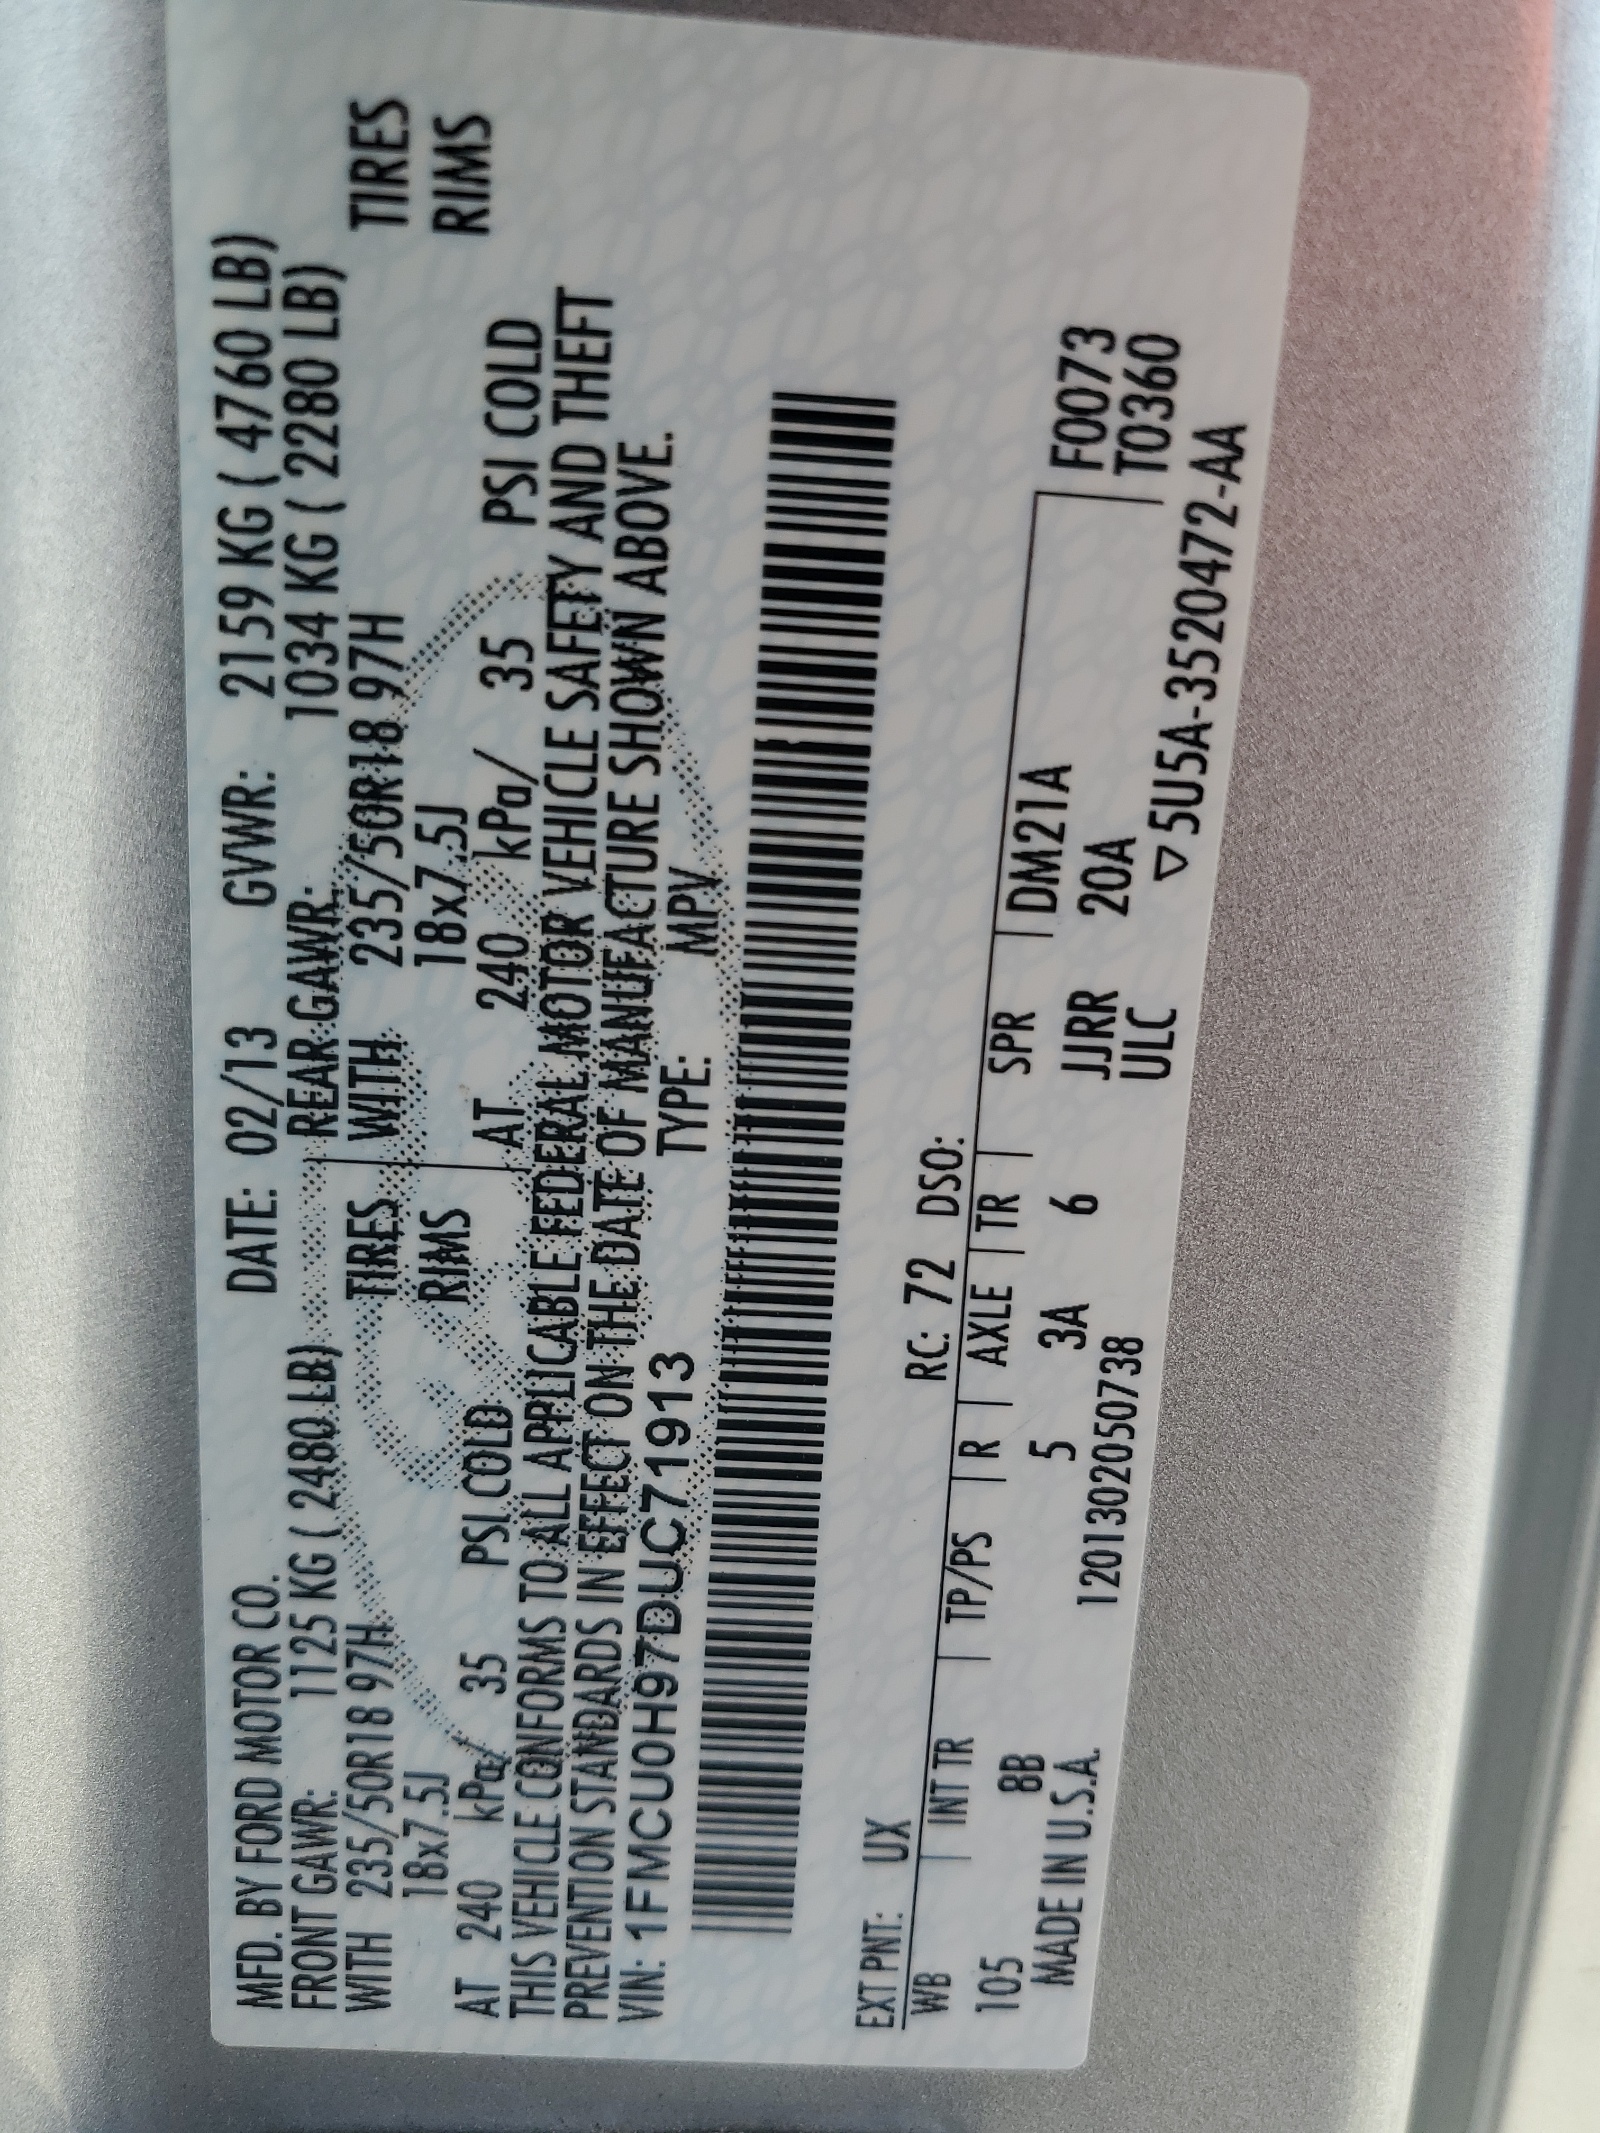 MFD. BY FORD MOTOR CO. DATE: 02/13 GVWR: 2159 KG ( 4760 LB)
FRONT GAWR: 1125 KG ( 2480 LB) REAR GAWR: 1034 KG ( 2280 LB)
WITH 235/50R18 97H TIRES WITH 235/50R18 97H TIRES
18x7.5J RIMS 18x7.5J RIMS
AT 240 kPa/ 35 PSI COLD AT 240 kPa/ 35 PSI COLD
THIS VEHICLE CONFORMS TO ALL APPLICABLE FEDERAL MOTOR VEHICLE SAFETY AND THEFT
PREVENTION STANDARDS IN EFFECT ON THE DATE OF MANUFACTURE SHOWN ABOVE.
VIN: 1FMCU0H97DUC71913 TYPE: MPV
EXT PNT: UX RC: 72 DSO:
WB INT TR TP/PS R AXLE TR SPR DM21A F0073
105 8B 5 3A 6 JJRR 20A T0360
MADE IN U.S.A. 1201302050738 ULC ▽5U5A-3520472-AA